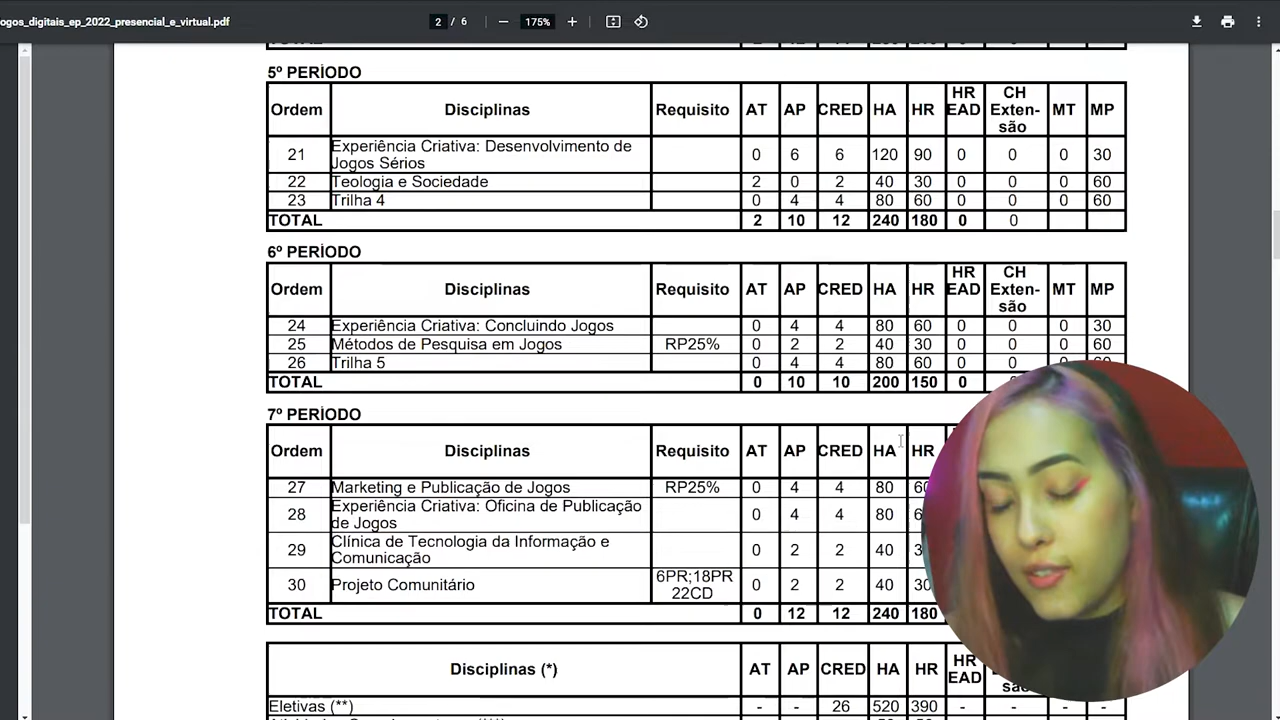 ogos_digitais_ep_2022_presencial_e_virtual.pdf 2 / 6 175%
5º PERÍODO
Ordem Disciplinas Requisito AT AP CRED HA HR HR EAD CH Exten-são MT MP
21 Experiência Criativa: Desenvolvimento de Jogos Sérios 0 6 6 120 90 0 0 0 30
22 Teologia e Sociedade 2 0 2 40 30 0 0 0 60
23 Trilha 4 0 4 4 80 60 0 0 0 60
TOTAL 2 10 12 240 180 0 0
6º PERÍODO
Ordem Disciplinas Requisito AT AP CRED HA HR HR EAD CH Exten-são MT MP
24 Experiência Criativa: Concluindo Jogos 0 4 4 80 60 0 0 0 30
25 Métodos de Pesquisa em Jogos RP25% 0 2 2 40 30 0 0 0 60
26 Trilha 5 0 4 4 80 60 0 0 0
TOTAL 0 10 10 200 150 0
7º PERÍODO
Ordem Disciplinas Requisito AT AP CRED HA HR
27 Marketing e Publicação de Jogos RP25% 0 4 4 80
28 Experiência Criativa: Oficina de Publicação de Jogos 0 4 4 80
29 Clínica de Tecnologia da Informação e Comunicação 0 2 2 40
30 Projeto Comunitário 6PR;18PR 22CD 0 2 2 40
TOTAL 0 12 12 240 180
Disciplinas (*) AT AP CRED HA HR HR EAD
Eletivas (**) - - 26 520 390 - - - -